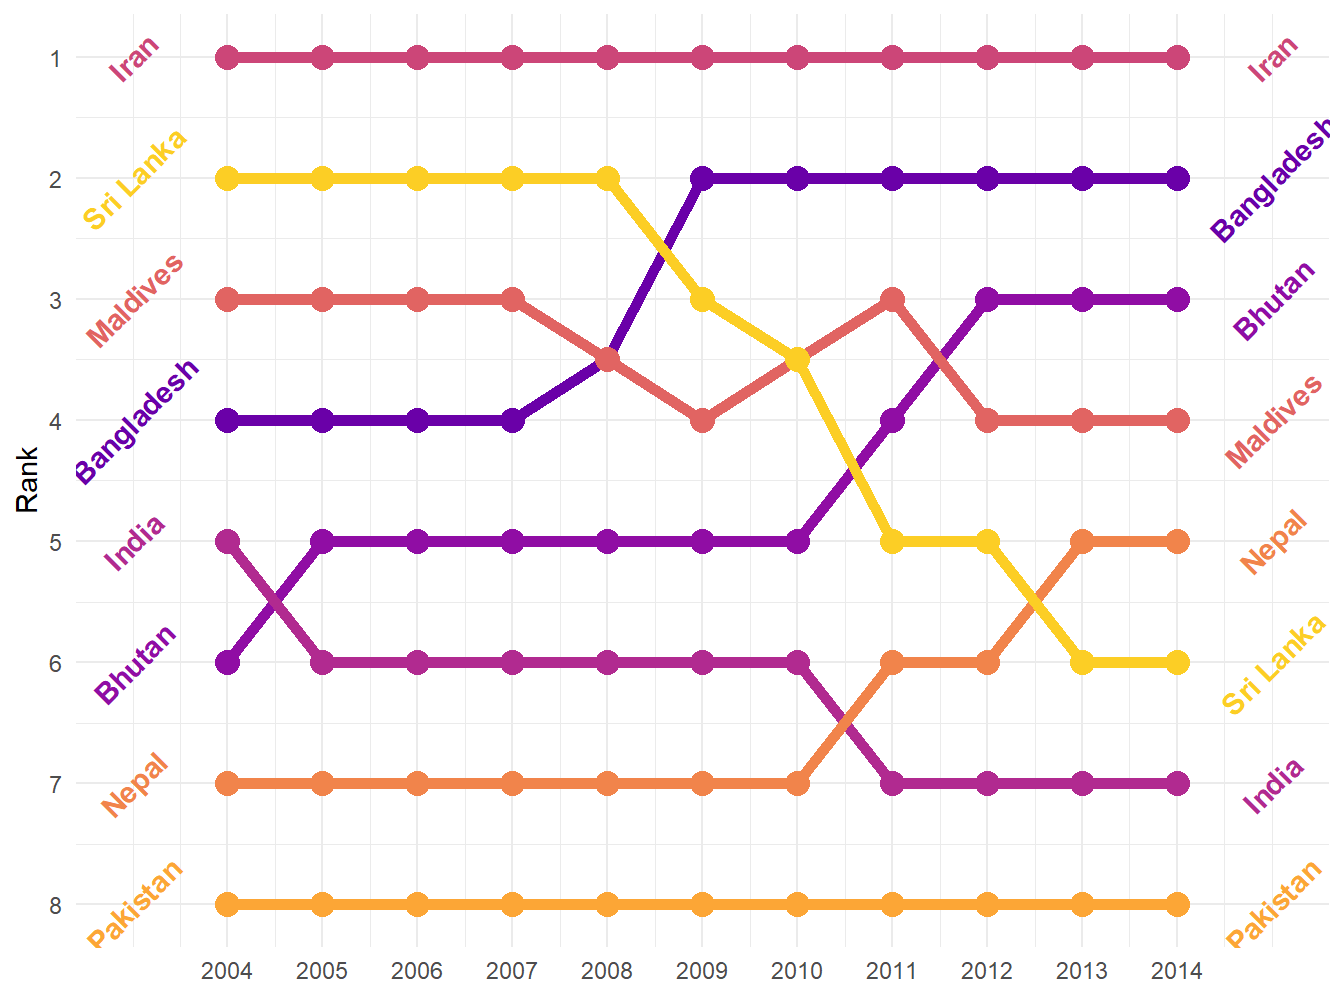 Rank
1
2
3
4
5
6
7
8
Iran
Sri Lanka
Maldives
Bangladesh
India
Bhutan
Nepal
Pakistan
Iran
Bangladesh
Bhutan
Maldives
Nepal
Sri Lanka
India
Pakistan
2004 2005 2006 2007 2008 2009 2010 2011 2012 2013 2014